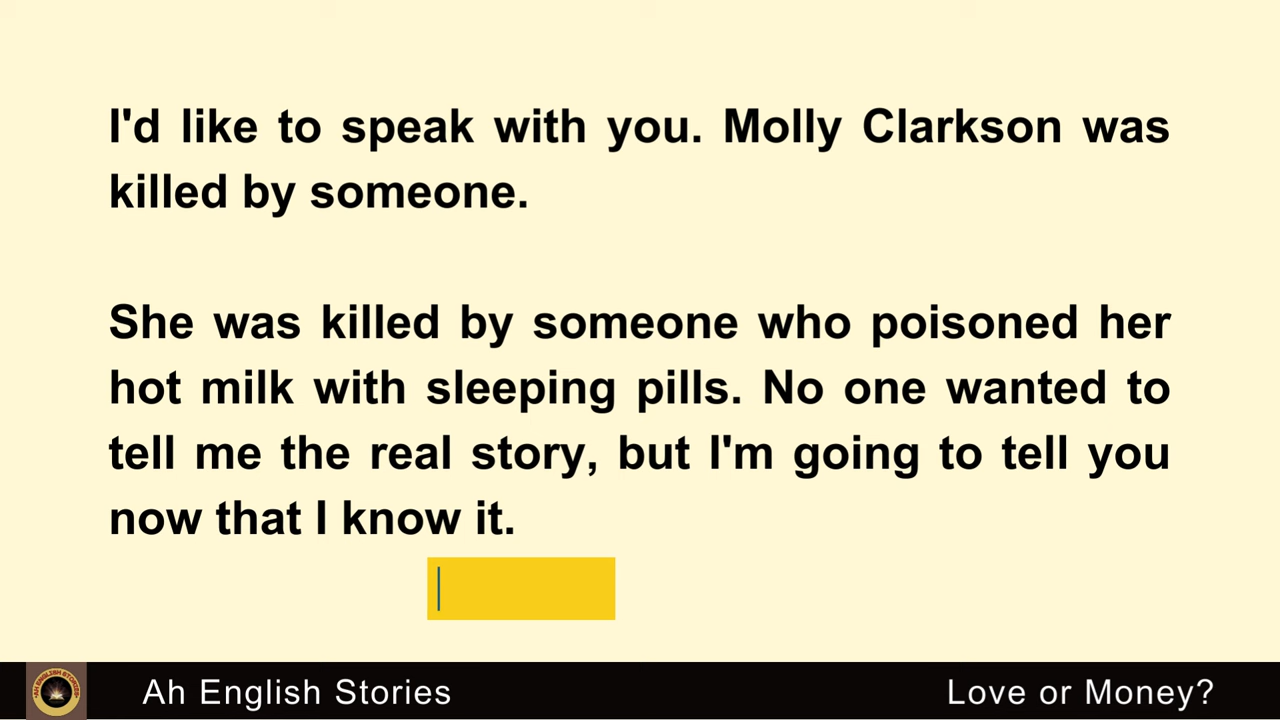 I'd like to speak with you. Molly Clarkson was
killed by someone.
She was killed by someone who poisoned her
hot milk with sleeping pills. No one wanted to
tell me the real story, but I'm going to tell you
now that I know it.
Ah English Stories
Love or Money?